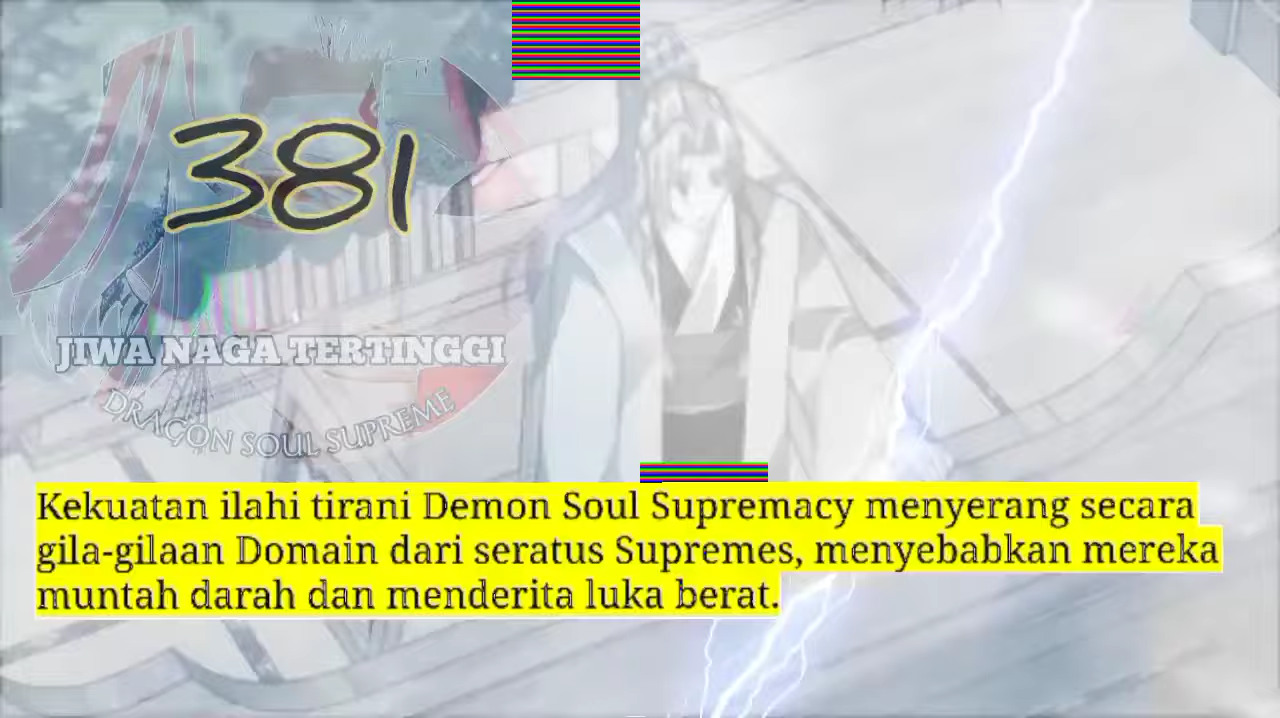 381
JIWA NAGA TERTINGGI
DRAGON SOUL SUPREME
Kekuatan ilahi tirani Demon Soul Supremacy menyerang secara
gila-gilaan Domain dari seratus Supremes, menyebabkan mereka
muntah darah dan menderita luka berat.